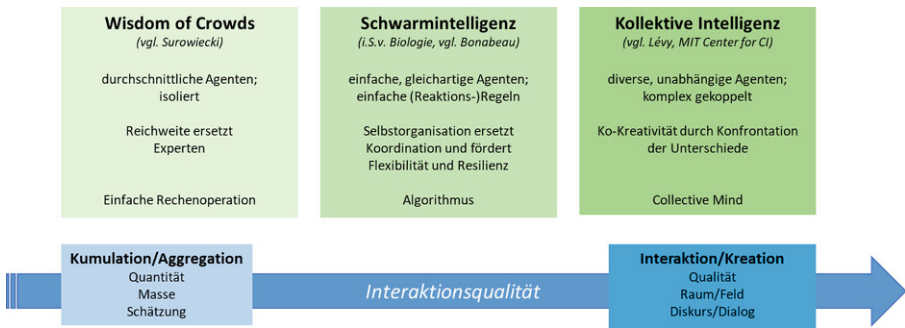 Wisdom of Crowds
(vgl. Surowiecki)
durchschnittliche Agenten;
isoliert
Reichweite ersetzt
Experten
Einfache Rechenoperation
Schwarmintelligenz
(i.S.v. Biologie, vgl. Bonabeau)
einfache, gleichartige Agenten;
einfache (Reaktions-)Regeln
Selbstorganisation ersetzt
Koordination und fördert
Flexibilität und Resilienz
Algorithmus
Kollektive Intelligenz
(vgl. Lévy, MIT Center for CI)
diverse, unabhängige Agenten;
komplex gekoppelt
Ko-Kreativität durch Konfrontation
der Unterschiede
Collective Mind
Kumulation/Aggregation
Quantität
Masse
Schätzung
Interaktionsqualität
Interaktion/Kreation
Qualität
Raum/Feld
Diskurs/Dialog